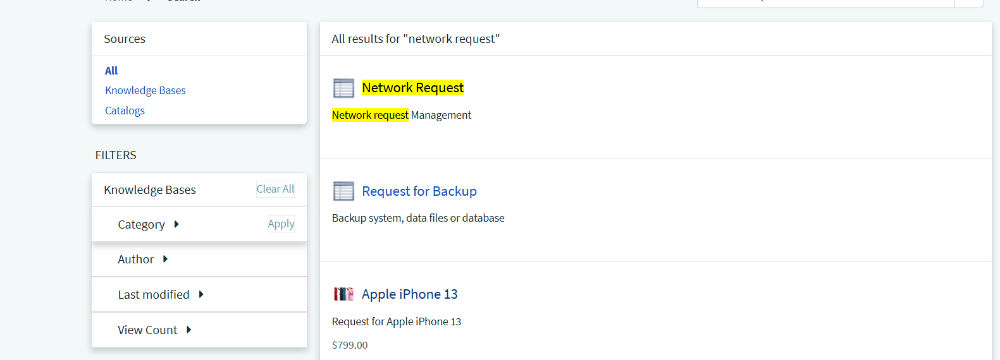 Sources
All
Knowledge Bases
Catalogs
FILTERS
Knowledge Bases Clear All
Category Apply
Author
Last modified
View Count
All results for "network request"
Network Request
Network request Management
Request for Backup
Backup system, data files or database
Apple iPhone 13
Request for Apple iPhone 13
$799.00